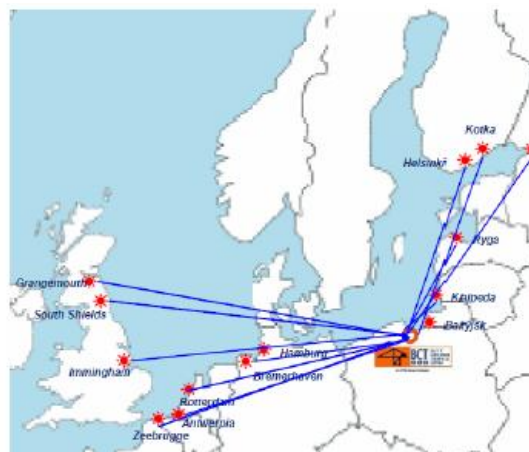 Kotka
Helsinki
Ryga
Klaipeda
Baltyjsk
Grangemouth
South Shields
Hamburg
BCT
Immingham
Bremerhaven
Rotterdam
Antwerpia
Zeebrugge